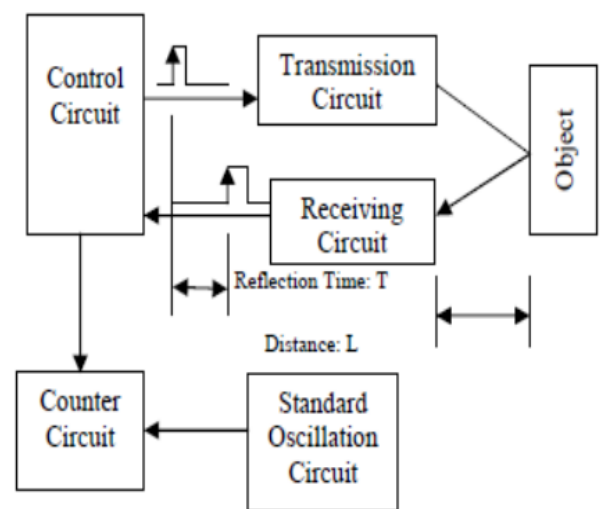 Control
Circuit
Transmission
Circuit
Object
Receiving
Circuit
Reflection Time: T
Distance: L
Counter
Circuit
Standard
Oscillation
Circuit